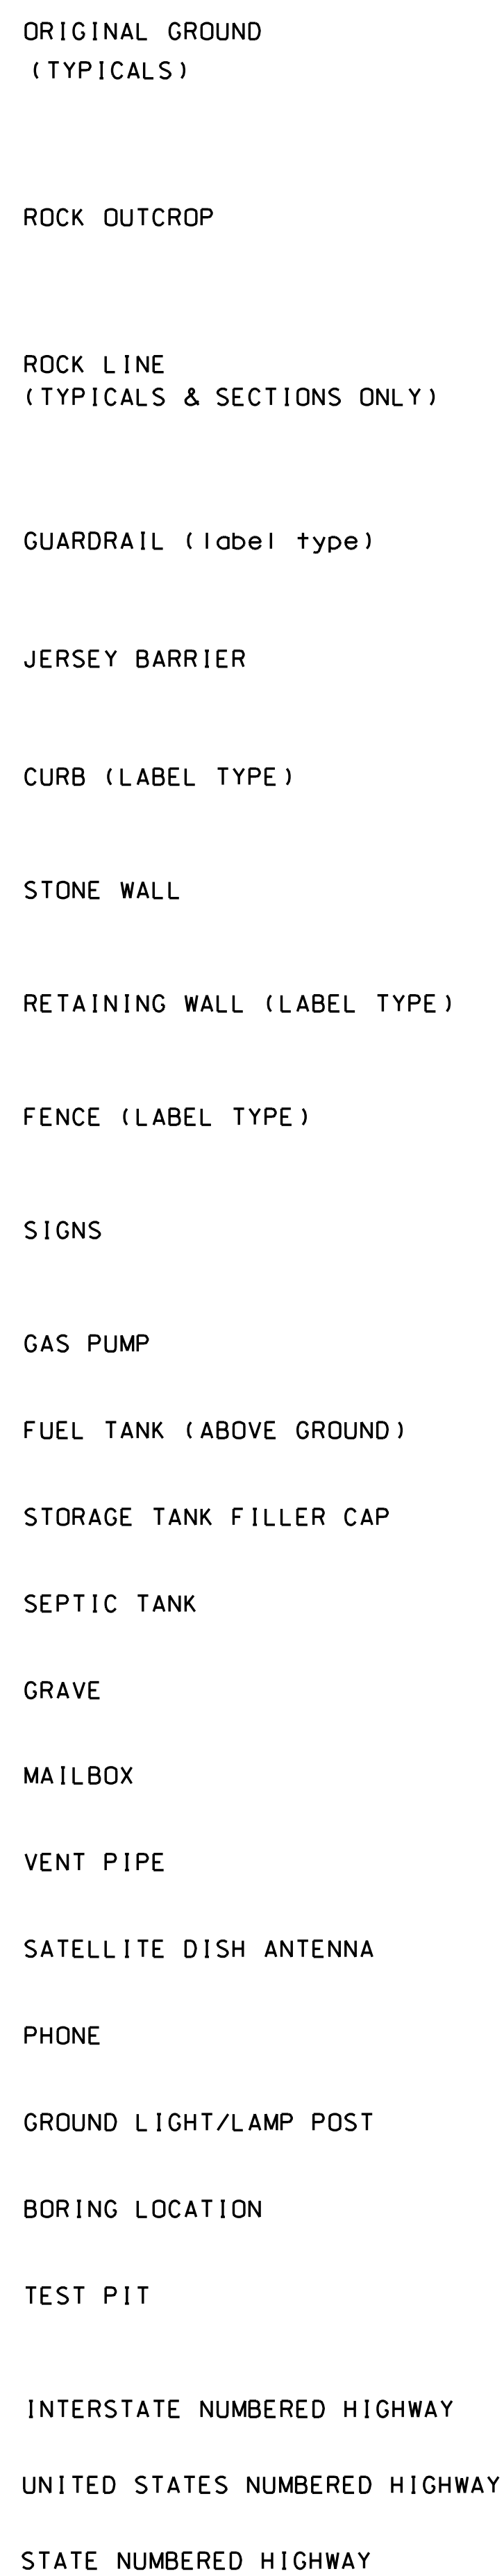 ORIGINAL GROUND
(TYPICALS)
ROCK OUTCROP
ROCK LINE
(TYPICALS & SECTIONS ONLY)
GUARDRAIL (label type)
JERSEY BARRIER
CURB (LABEL TYPE)
STONE WALL
RETAINING WALL (LABEL TYPE)
FENCE (LABEL TYPE)
SIGNS
GAS PUMP
FUEL TANK (ABOVE GROUND)
STORAGE TANK FILLER CAP
SEPTIC TANK
GRAVE
MAILBOX
VENT PIPE
SATELLITE DISH ANTENNA
PHONE
GROUND LIGHT/LAMP POST
BORING LOCATION
TEST PIT
INTERSTATE NUMBERED HIGHWAY
UNITED STATES NUMBERED HIGHWAY
STATE NUMBERED HIGHWAY